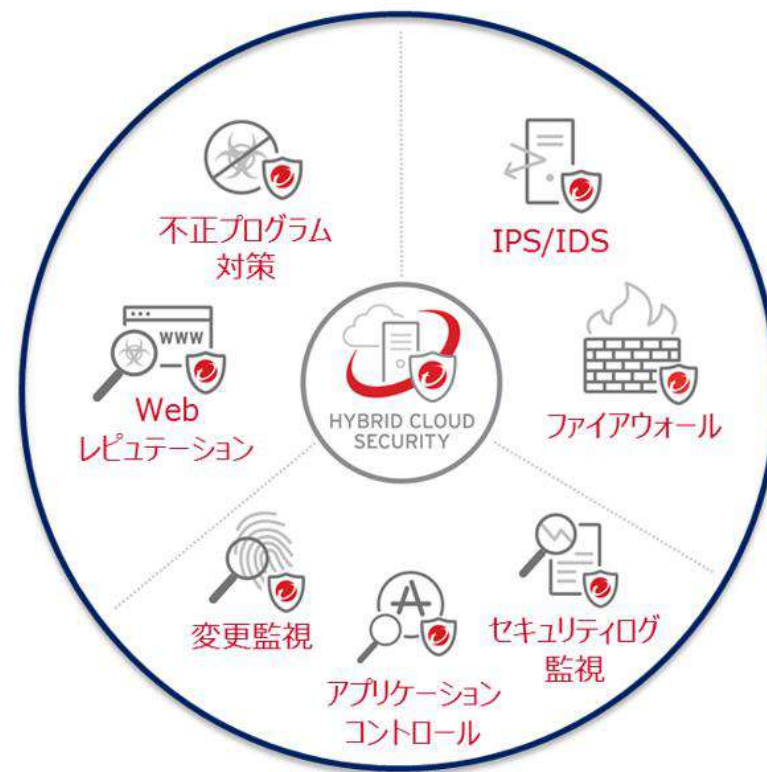 不正プログラム
対策
IPS/IDS
WWW
Web
レピュテーション
HYBRID CLOUD
SECURITY
ファイアウォール
変更監視
アプリケーション
コントロール
セキュリティログ
監視